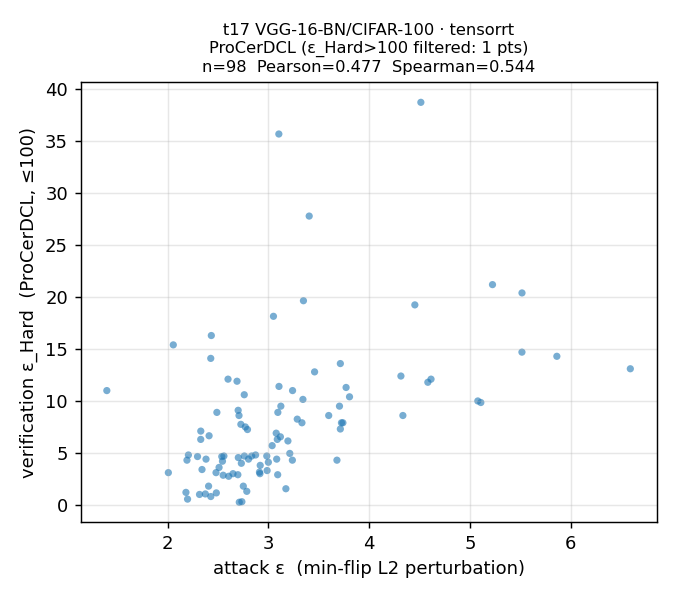 t17 VGG-16-BN/CIFAR-100 · tensorrt
ProCerDCL (ε_Hard>100 filtered: 1 pts)
n=98  Pearson=0.477  Spearman=0.544
40
35
30
25
20
15
10
5
0
verification ε_Hard  (ProCerDCL, ≤100)
2
3
4
5
6
attack ε  (min-flip L2 perturbation)